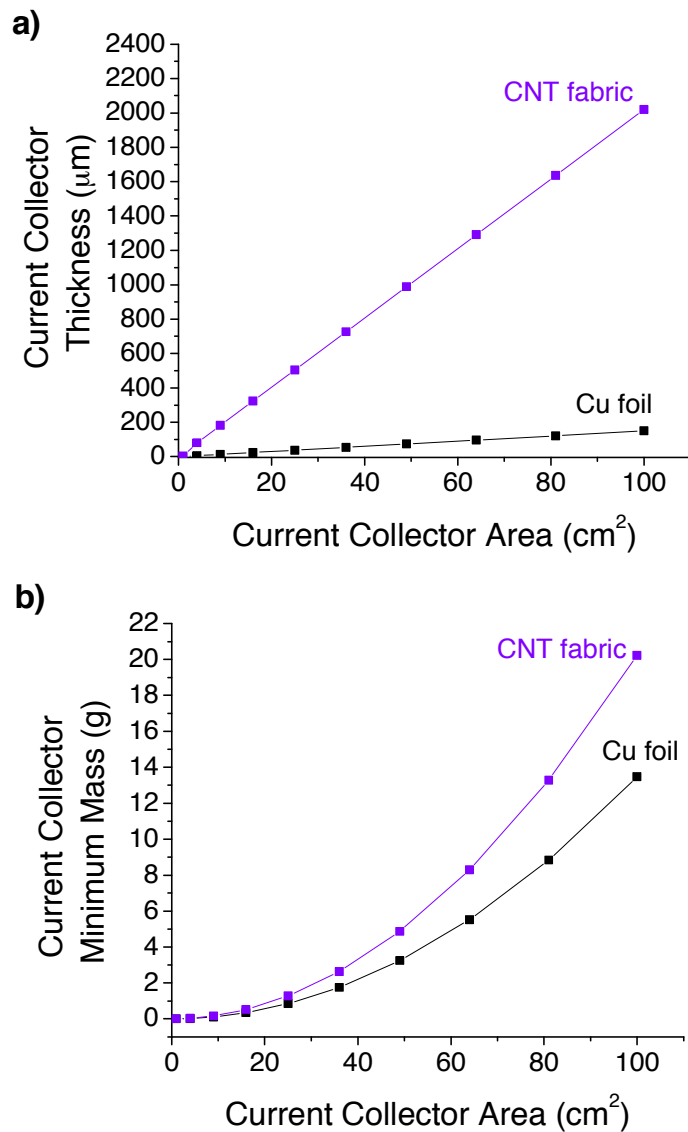 a)
2400
2200
2000
1800
1600
1400
1200
1000
800
600
400
200
0
Current Collector
Thickness (μm)
CNT fabric
Cu foil
0 20 40 60 80 100
Current Collector Area (cm²)
b)
22
20
18
16
14
12
10
8
6
4
2
0
Current Collector
Minimum Mass (g)
CNT fabric
Cu foil
0 20 40 60 80 100
Current Collector Area (cm²)